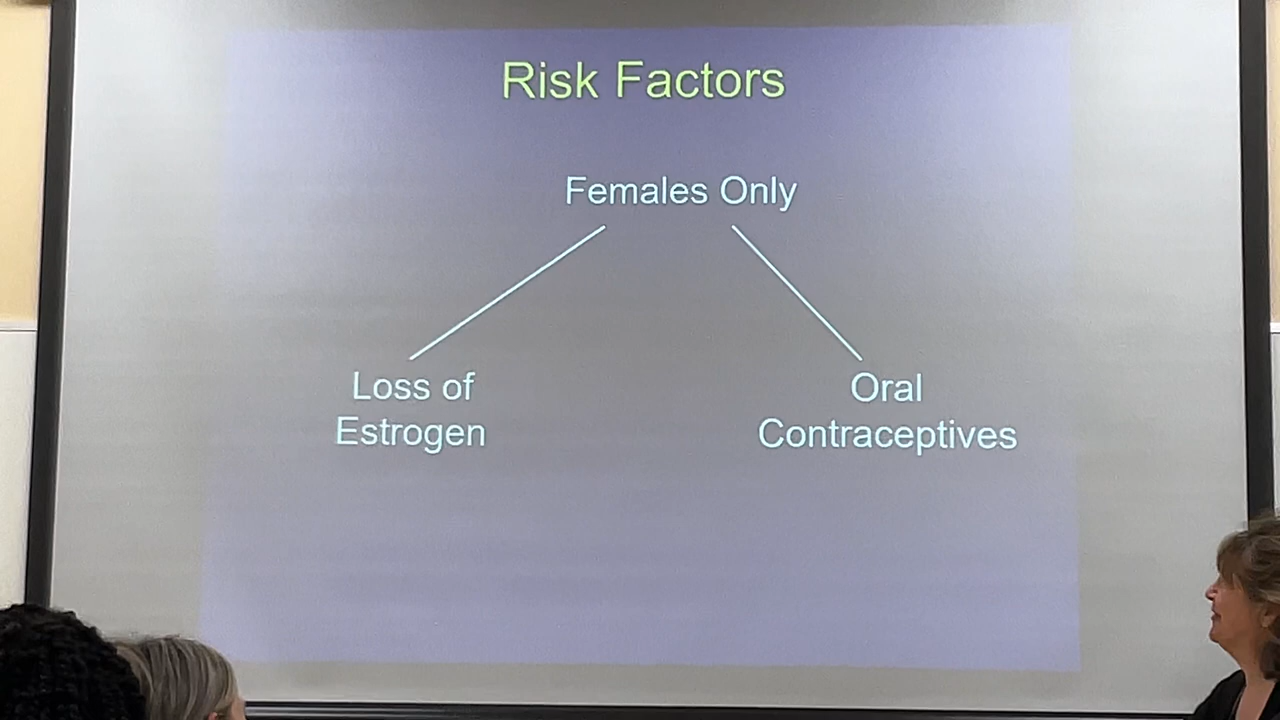 Risk Factors
Females Only
Loss of
Estrogen
Oral
Contraceptives